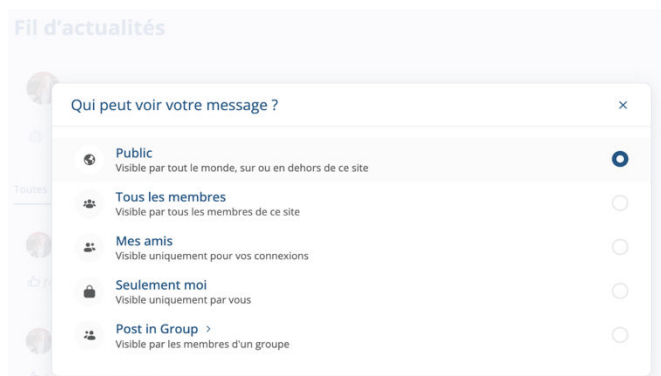 Fil d'actualités
Qui peut voir votre message ?
Public
Visible par tout le monde, sur ou en dehors de ce site
Toutes
Tous les membres
Visible par tous les membres de ce site
Mes amis
Visible uniquement pour vos connexions
Seulement moi
Visible uniquement par vous
Post in Group >
Visible par les membres d'un groupe